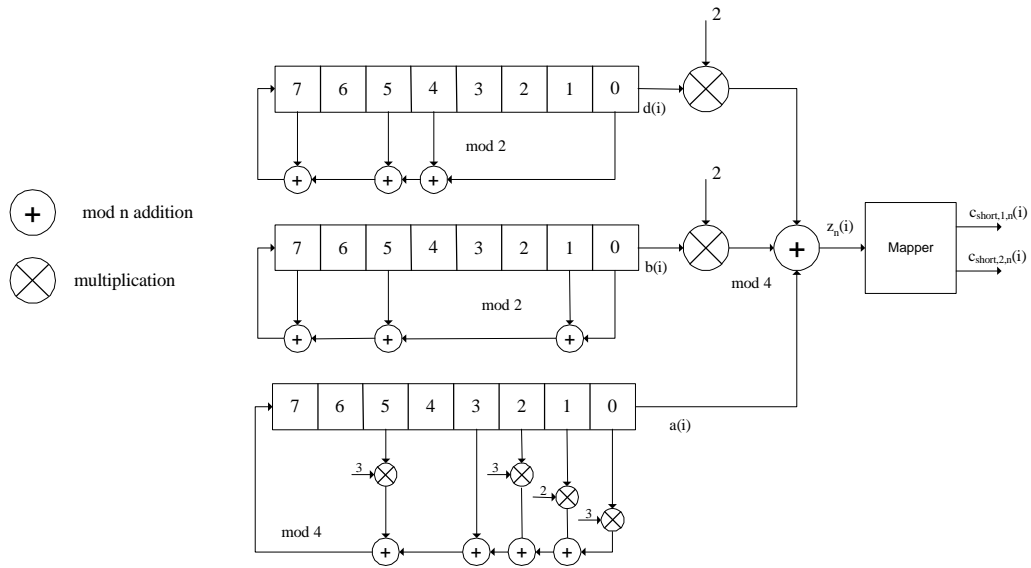 2
7 6 5 4 3 2 1 0
d(i)
mod 2
+ + +
2
+ mod n addition
multiplication
7 6 5 4 3 2 1 0
b(i)
+
z_n(i)
Mapper
c_short,1,n(i)
c_short,2,n(i)
mod 4
mod 2
+ + +
7 6 5 4 3 2 1 0
a(i)
3
3
2
3
mod 4
+ + + +